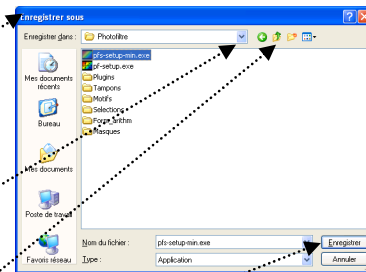 Enregistrer sous
Enregistrer dans :
Photofiltre
pfs-setup-min.exe
pf-setup.exe
Plugins
Tampons
Motifs
Selections
Form_arithm
Masques
Mes documents
récents
Bureau
Mes documents
Poste de travail
Favoris réseau
Nom du fichier :
pfs-setup-min.exe
Enregistrer
Type :
Application
Annuler